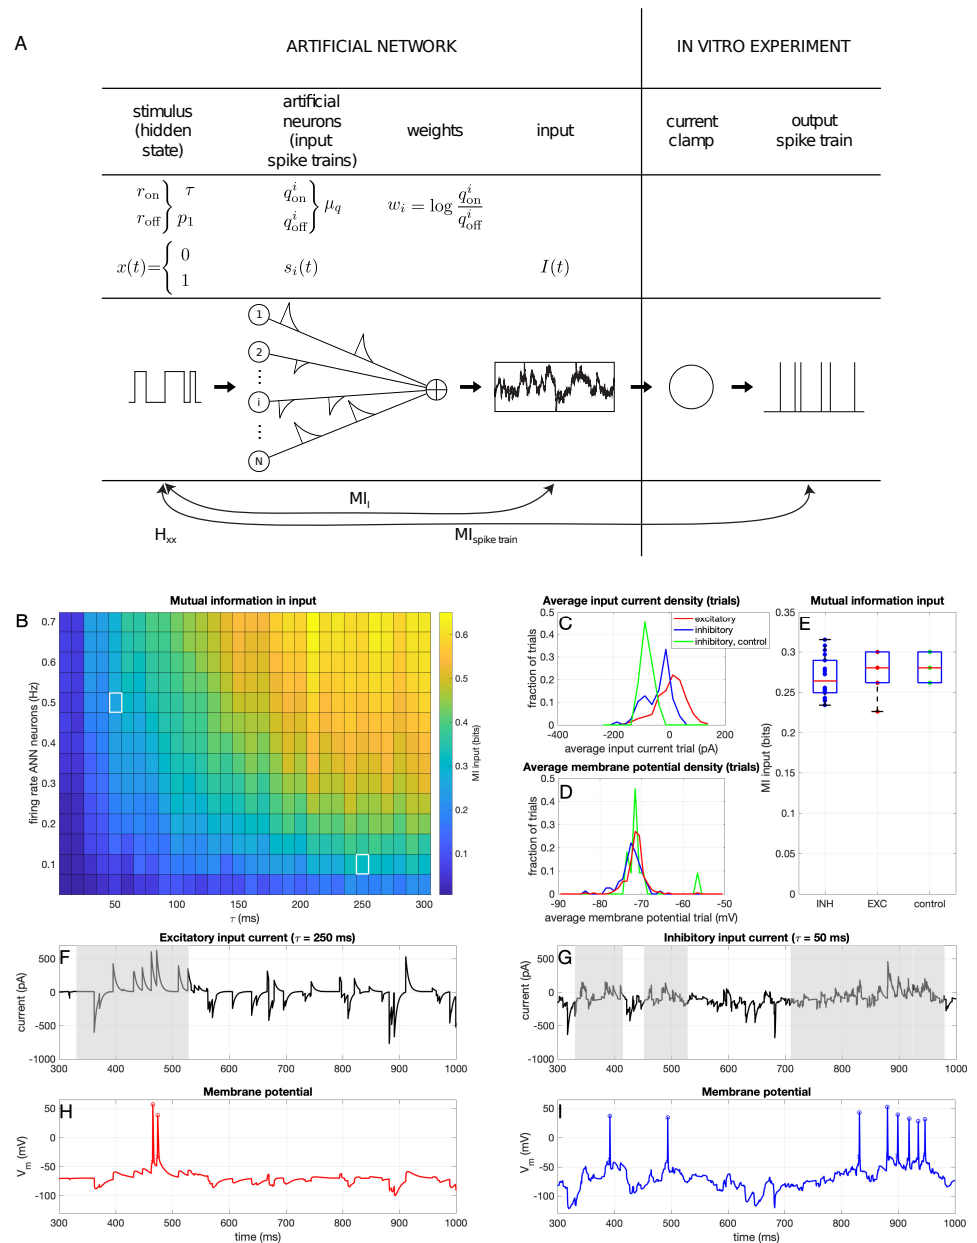 A
ARTIFICIAL NETWORK
IN VITRO EXPERIMENT
stimulus
(hidden
state)
artificial
neurons
(input
spike trains)
weights
input
current
clamp
output
spike train
r_on } τ
r_off } p_1
q^i_on } μ_q
q^i_off
w_i = log q^i_on / q^i_off
x(t) = { 0
1
s_i(t)
I(t)
1
2
i
N
MI_I
H_xx
MI_spike train
B
Mutual information in input
firing rate ANN neurons (Hz)
0.7
0.6
0.5
0.4
0.3
0.2
0.1
50 100 150 200 250 300
τ (ms)
0.6
0.5
0.4
0.3
0.2
0.1
MI input (bits)
C
Average input current density (trials)
excitatory
inhibitory
inhibitory, control
fraction of trials
0.5
0.4
0.3
0.2
0.1
0
-400 -200 0 200
average input current trial (pA)
D
Average membrane potential density (trials)
fraction of trials
0.5
0.4
0.3
0.2
0.1
0
-90 -80 -70 -60 -50
average membrane potential trial (mV)
E
Mutual information input
MI input (bits)
0.35
0.3
0.25
0.2
0.15
0.1
0.05
0
INH EXC control
F
Excitatory input current (τ = 250 ms)
current (pA)
500
0
-500
-1000
300 400 500 600 700 800 900 1000
G
Inhibitory input current (τ = 50 ms)
current (pA)
500
0
-500
-1000
300 400 500 600 700 800 900 1000
H
Membrane potential
V_m (mV)
50
0
-50
-100
300 400 500 600 700 800 900 1000
time (ms)
I
Membrane potential
V_m (mV)
50
0
-50
-100
300 400 500 600 700 800 900 1000
time (ms)